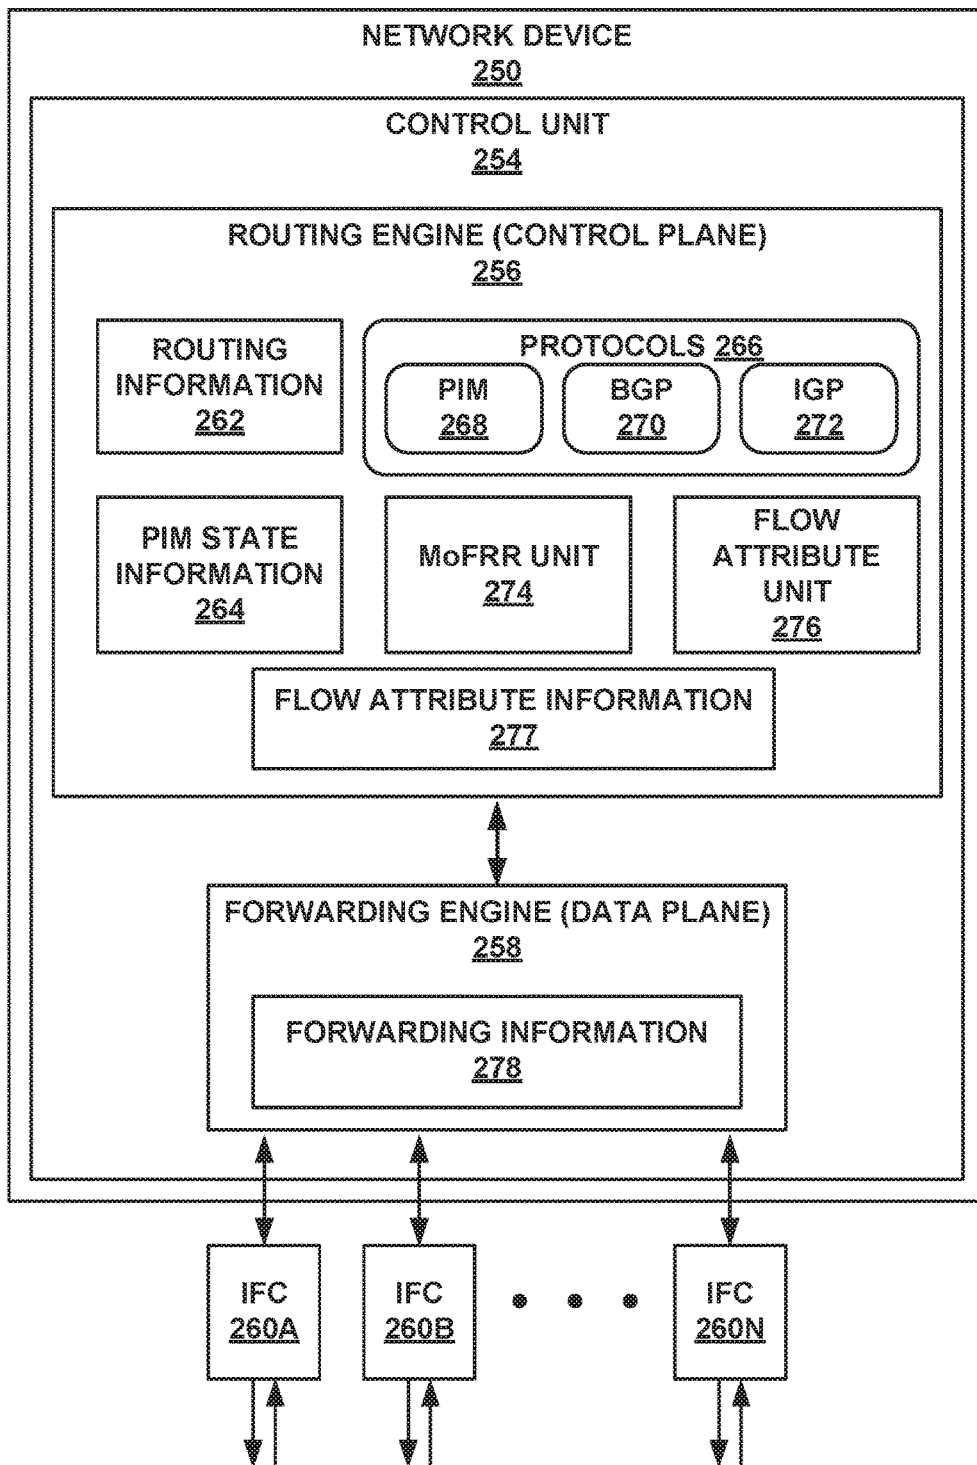 NETWORK DEVICE
250
CONTROL UNIT
254
ROUTING ENGINE (CONTROL PLANE)
256
ROUTING
INFORMATION
262
PROTOCOLS 266
PIM
268
BGP
270
IGP
272
PIM STATE
INFORMATION
264
MoFRR UNIT
274
FLOW
ATTRIBUTE
UNIT
276
FLOW ATTRIBUTE INFORMATION
277
FORWARDING ENGINE (DATA PLANE)
258
FORWARDING INFORMATION
278
IFC
260A
IFC
260B
IFC
260N